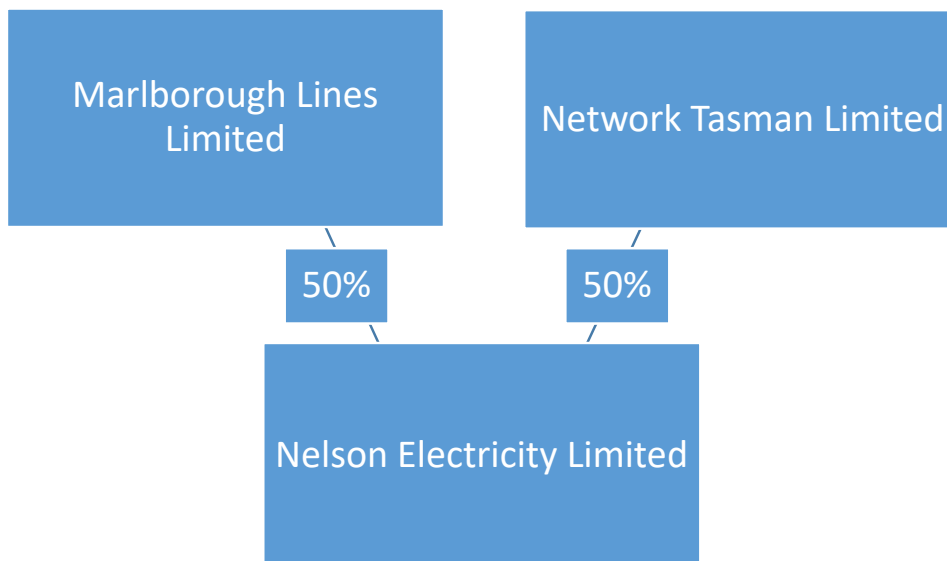 Marlborough Lines
Limited
Network Tasman Limited
50%
50%
Nelson Electricity Limited